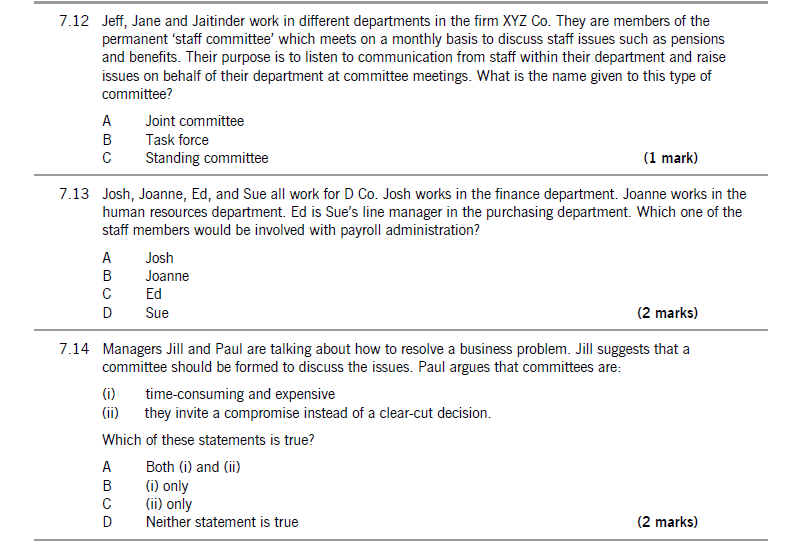 7.12 Jeff, Jane and Jaitinder work in different departments in the firm XYZ Co. They are members of the
permanent ‘staff committee’ which meets on a monthly basis to discuss staff issues such as pensions
and benefits. Their purpose is to listen to communication from staff within their department and raise
issues on behalf of their department at committee meetings. What is the name given to this type of
committee?
A Joint committee
B Task force
C Standing committee (1 mark)
7.13 Josh, Joanne, Ed, and Sue all work for D Co. Josh works in the finance department. Joanne works in the
human resources department. Ed is Sue’s line manager in the purchasing department. Which one of the
staff members would be involved with payroll administration?
A Josh
B Joanne
C Ed
D Sue (2 marks)
7.14 Managers Jill and Paul are talking about how to resolve a business problem. Jill suggests that a
committee should be formed to discuss the issues. Paul argues that committees are:
(i) time-consuming and expensive
(ii) they invite a compromise instead of a clear-cut decision.
Which of these statements is true?
A Both (i) and (ii)
B (i) only
C (ii) only
D Neither statement is true (2 marks)